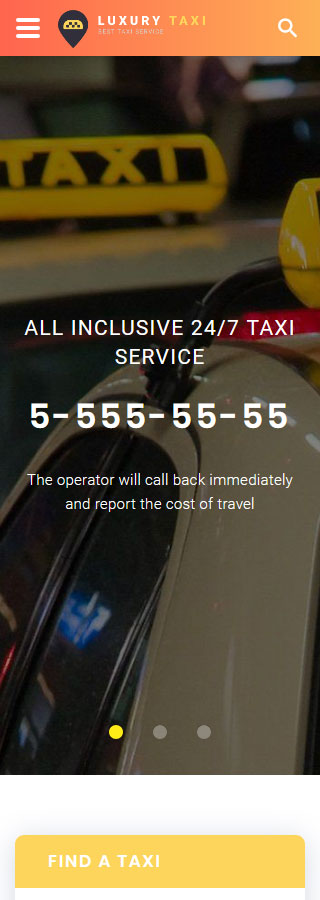 LUXURY TAXI
BEST TAXI SERVICE
TAXI
ALL INCLUSIVE 24/7 TAXI
SERVICE
5-555-55-55
The operator will call back immediately
and report the cost of travel
FIND A TAXI